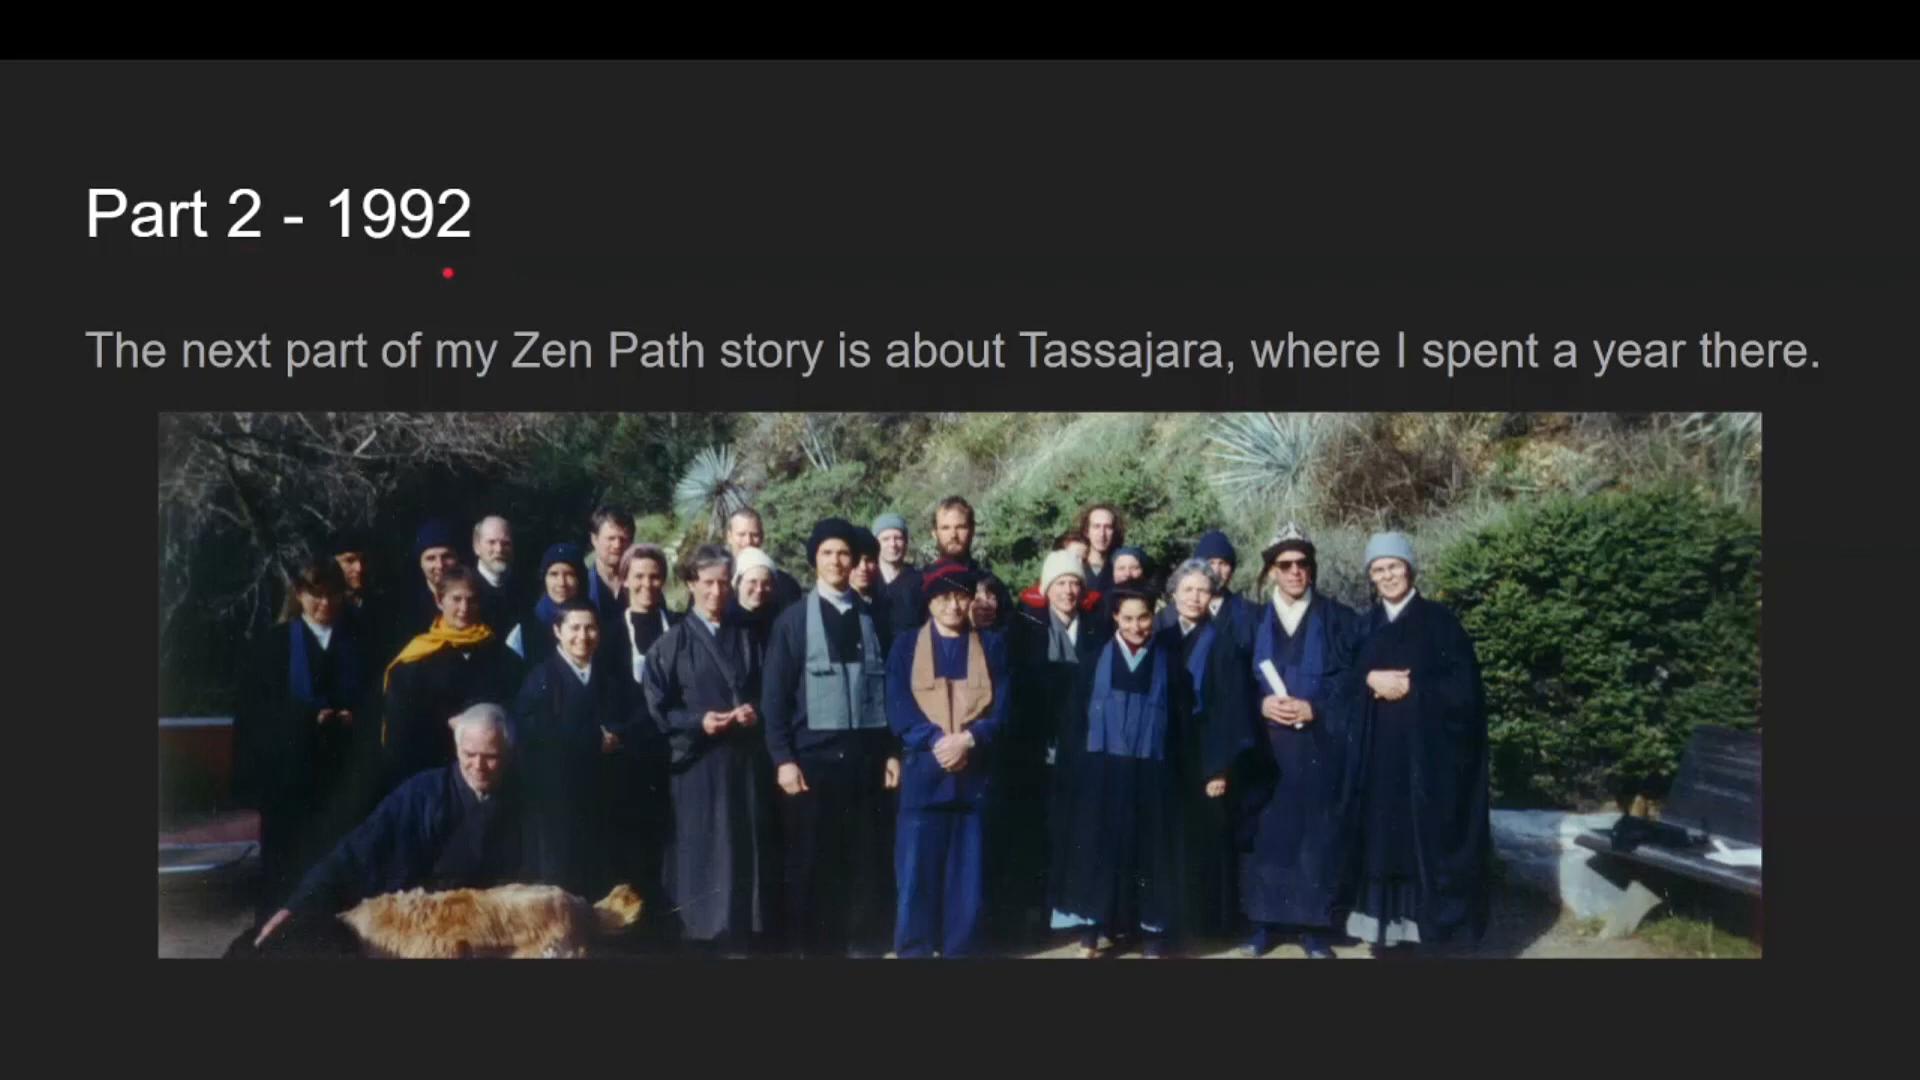 Part 2 - 1992
The next part of my Zen Path story is about Tassajara, where I spent a year there.